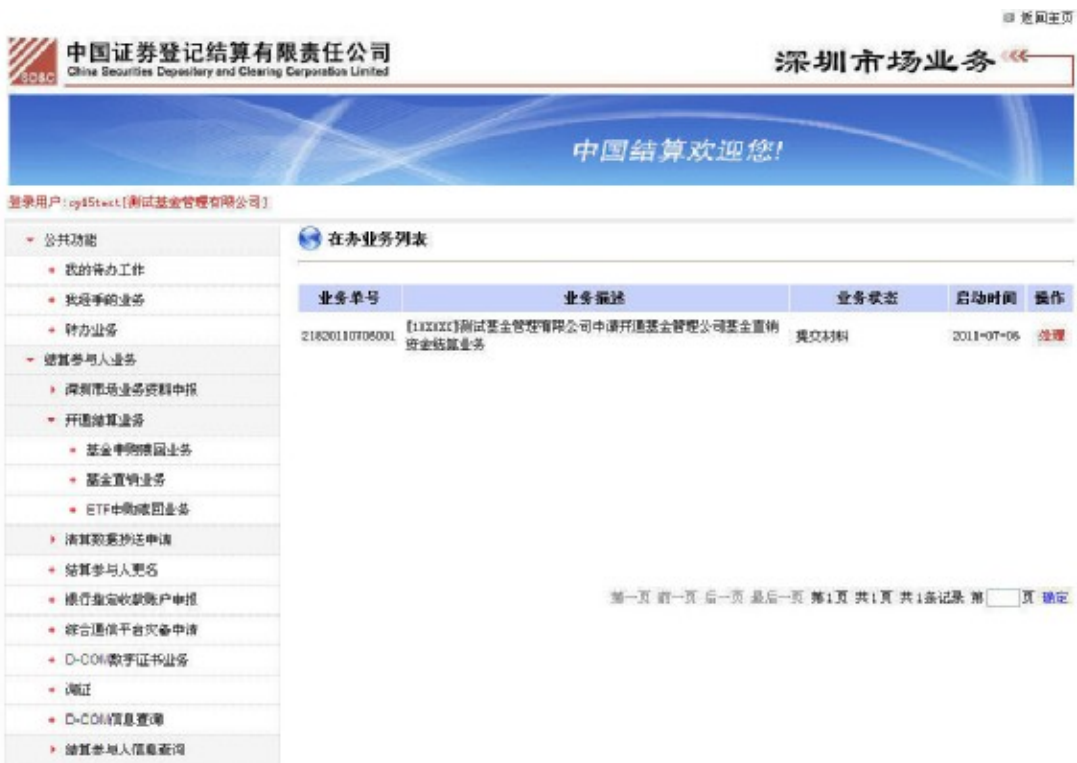 返回主页
中国证券登记结算有限责任公司
China Securities Depository and Clearing Corporation Limited
SD&C
深圳市场业务
中国结算欢迎您!
登录用户:cy45test[测试基金管理有限公司]
公共功能
我的待办工作
我经手的业务
转办业务
结算参与人业务
深圳市场业务资料申报
开通结算业务
基金申购赎回业务
基金直销业务
ETF申购赎回业务
清算数据抄送申请
结算参与人更名
银行指定收款账户申报
综合通信平台灾备申请
D-COM数字证书业务
测证
D-COM信息查询
结算参与人信息查询
在办业务列表
业务单号 业务描述 业务状态 启动时间 操作
21820110706001 [1XXXXX]测试基金管理有限公司申请开通基金管理公司基金直销 提交材料 2011-07-06 处理
资金结算业务
第一页 前一页 后一页 最后一页 第1页 共1页 共1条记录 第 页 确定